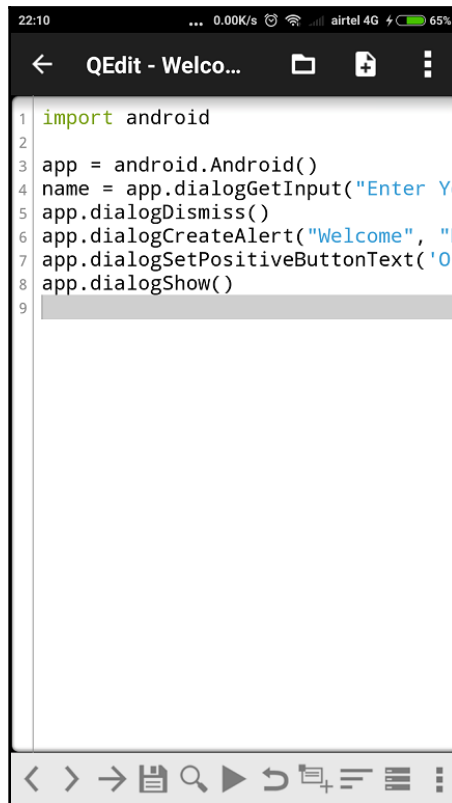 22:10 ... 0.00K/s airtel 4G 65%
QEdit - Welco...
1 import android
2
3 app = android.Android()
4 name = app.dialogGetInput("Enter Y
5 app.dialogDismiss()
6 app.dialogCreateAlert("Welcome", "
7 app.dialogSetPositiveButtonText('O
8 app.dialogShow()
9